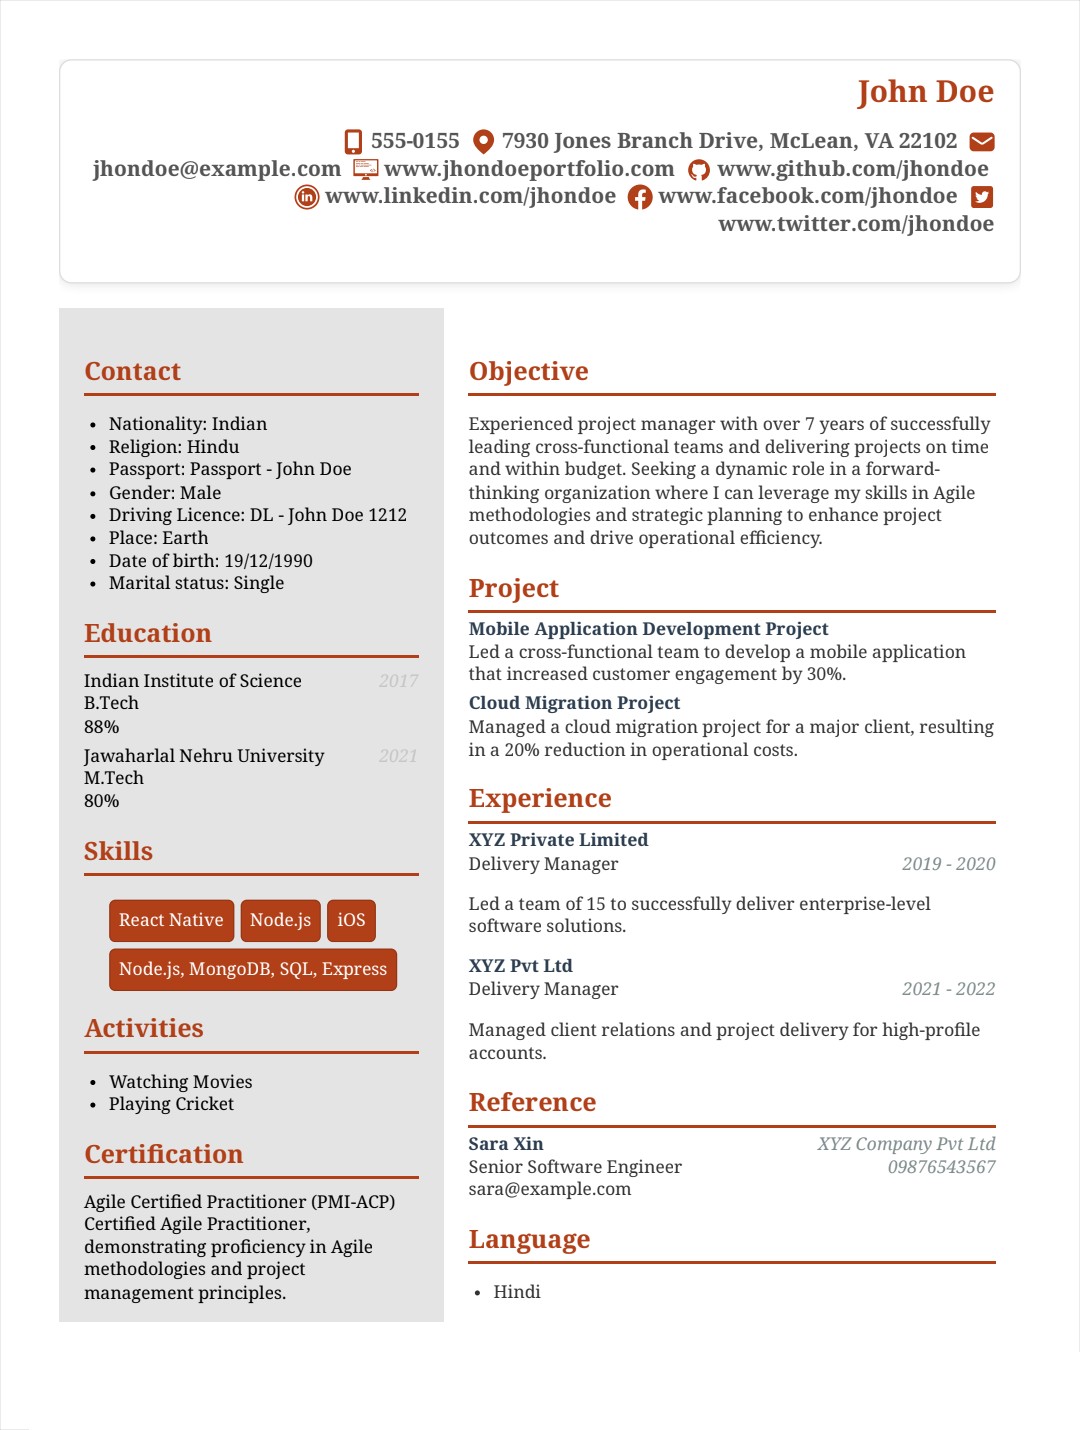 John Doe
555-0155 7930 Jones Branch Drive, McLean, VA 22102
jhondoe@example.com www.jhondoeportfolio.com www.github.com/jhondoe
www.linkedin.com/jhondoe www.facebook.com/jhondoe
www.twitter.com/jhondoe
Contact
• Nationality: Indian
• Religion: Hindu
• Passport: Passport - John Doe
• Gender: Male
• Driving Licence: DL - John Doe 1212
• Place: Earth
• Date of birth: 19/12/1990
• Marital status: Single
Education
Indian Institute of Science 2017
B.Tech
88%
Jawaharlal Nehru University 2021
M.Tech
80%
Skills
React Native Node.js iOS
Node.js, MongoDB, SQL, Express
Activities
• Watching Movies
• Playing Cricket
Certification
Agile Certified Practitioner (PMI-ACP)
Certified Agile Practitioner,
demonstrating proficiency in Agile
methodologies and project
management principles.
Objective
Experienced project manager with over 7 years of successfully
leading cross-functional teams and delivering projects on time
and within budget. Seeking a dynamic role in a forward-
thinking organization where I can leverage my skills in Agile
methodologies and strategic planning to enhance project
outcomes and drive operational efficiency.
Project
Mobile Application Development Project
Led a cross-functional team to develop a mobile application
that increased customer engagement by 30%.
Cloud Migration Project
Managed a cloud migration project for a major client, resulting
in a 20% reduction in operational costs.
Experience
XYZ Private Limited
Delivery Manager 2019 - 2020
Led a team of 15 to successfully deliver enterprise-level
software solutions.
XYZ Pvt Ltd
Delivery Manager 2021 - 2022
Managed client relations and project delivery for high-profile
accounts.
Reference
Sara Xin XYZ Company Pvt Ltd
Senior Software Engineer 09876543567
sara@example.com
Language
• Hindi